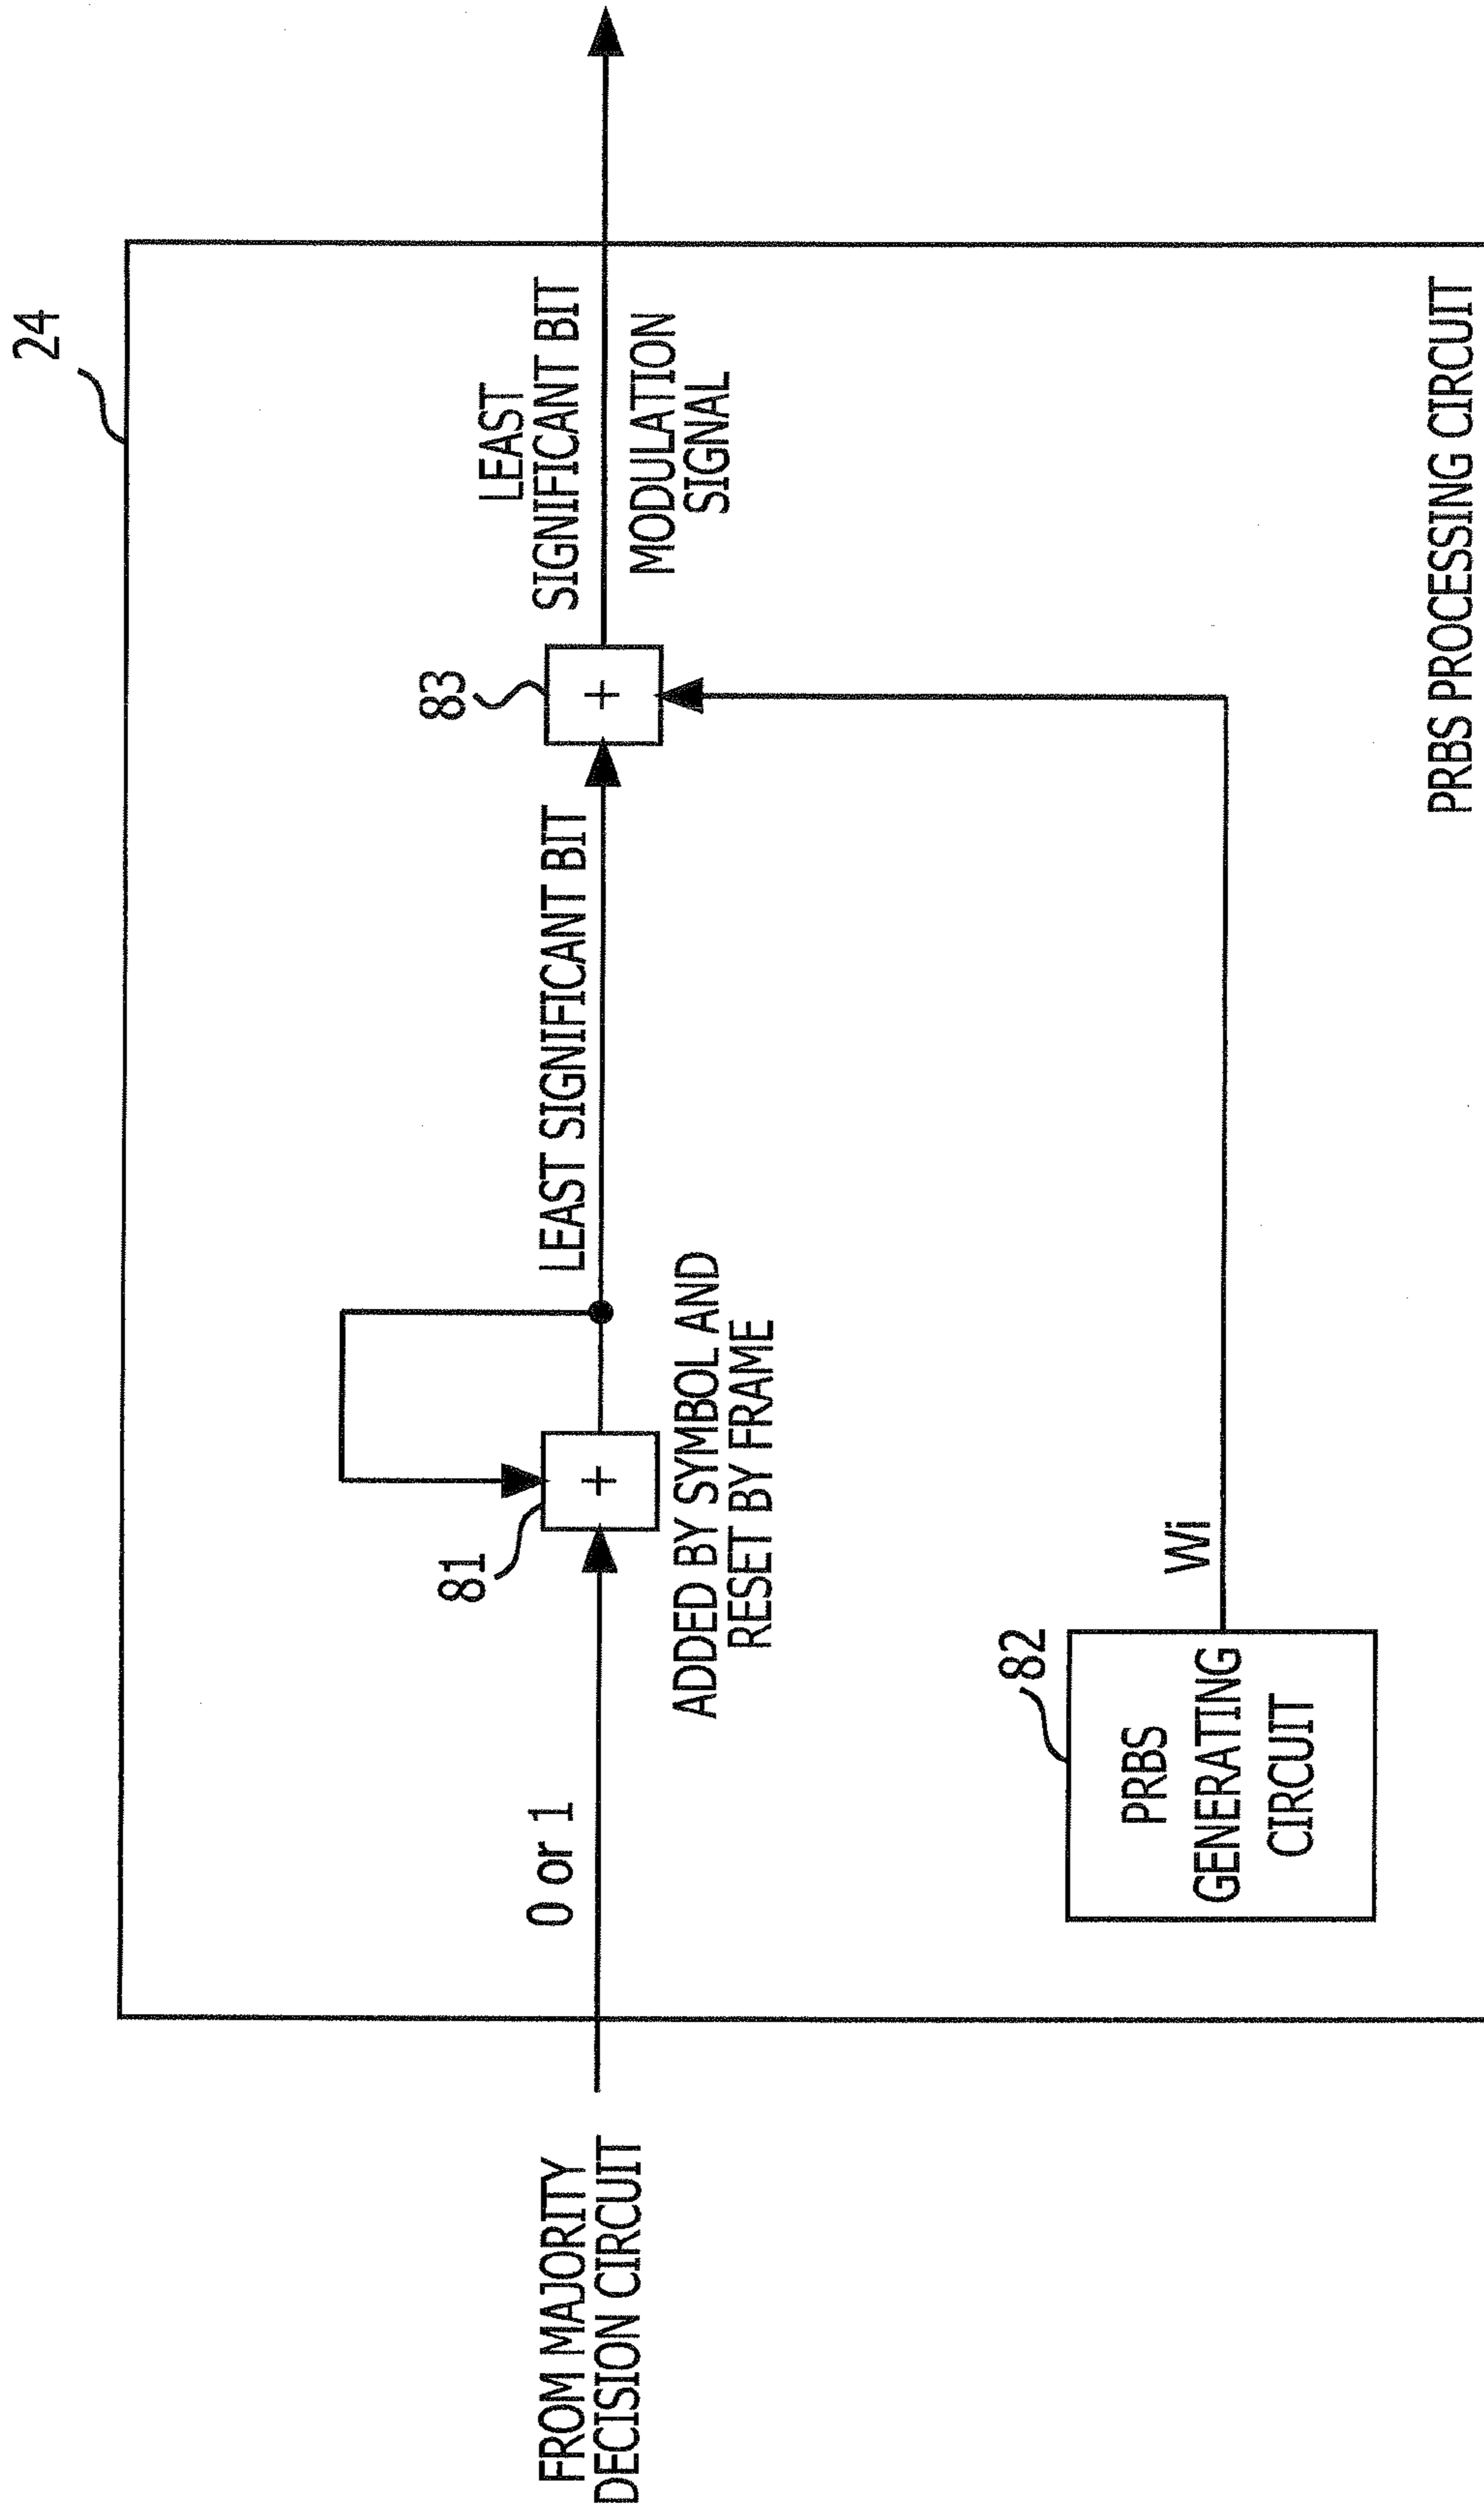 24
FROM MAJORITY
DECISION CIRCUIT
0 or 1
81
ADDED BY SYMBOL AND
RESET BY FRAME
LEAST SIGNIFICANT BIT
83
LEAST
SIGNIFICANT BIT
MODULATION
SIGNAL
82
PRBS
GENERATING
CIRCUIT
Wi
PRBS PROCESSING CIRCUIT
+
+